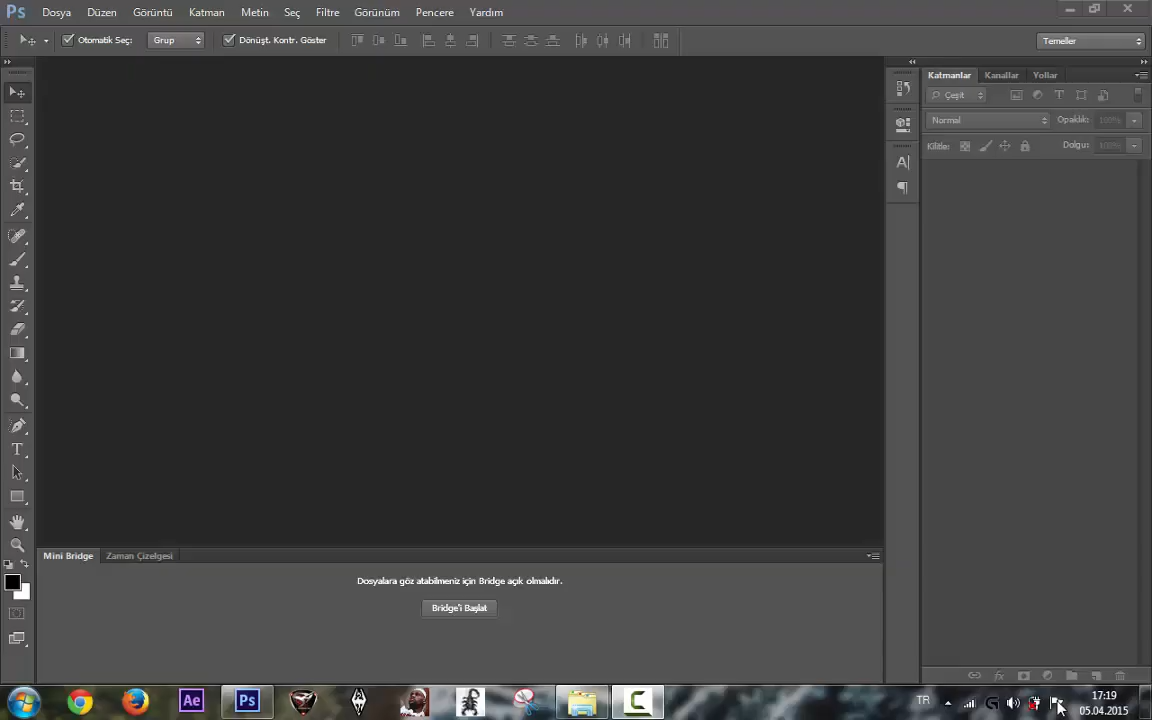 Ps Dosya Düzen Görüntü Katman Metin Seç Filtre Görünüm Pencere Yardım
Otomatik Seç: Grup Dönüşt. Kontr. Göster Temeller
Katmanlar Kanallar Yollar
Çeşit
Normal Opaklık: 100%
Kilitle: Dolgu: 100%
Mini Bridge Zaman Çizelgesi
Dosyalara göz atabilmeniz için Bridge açık olmalıdır.
Bridge'i Başlat
Ae Ps TR 17:19
05.04.2015